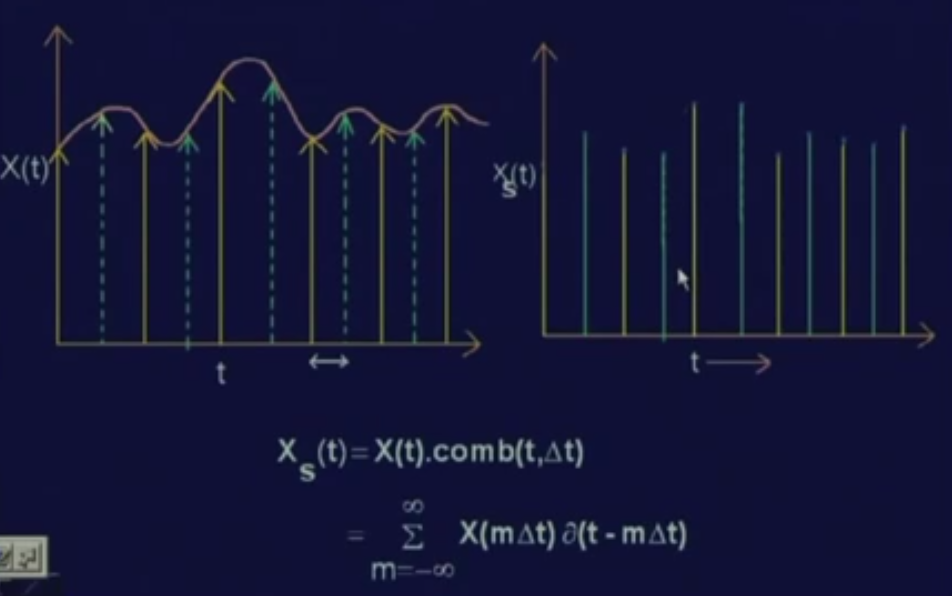 X(t)
t
Xs(t)
t
Xs(t)=X(t).comb(t,Δt)
= ∞ Σ m=-∞ X(mΔt)∂(t-mΔt)